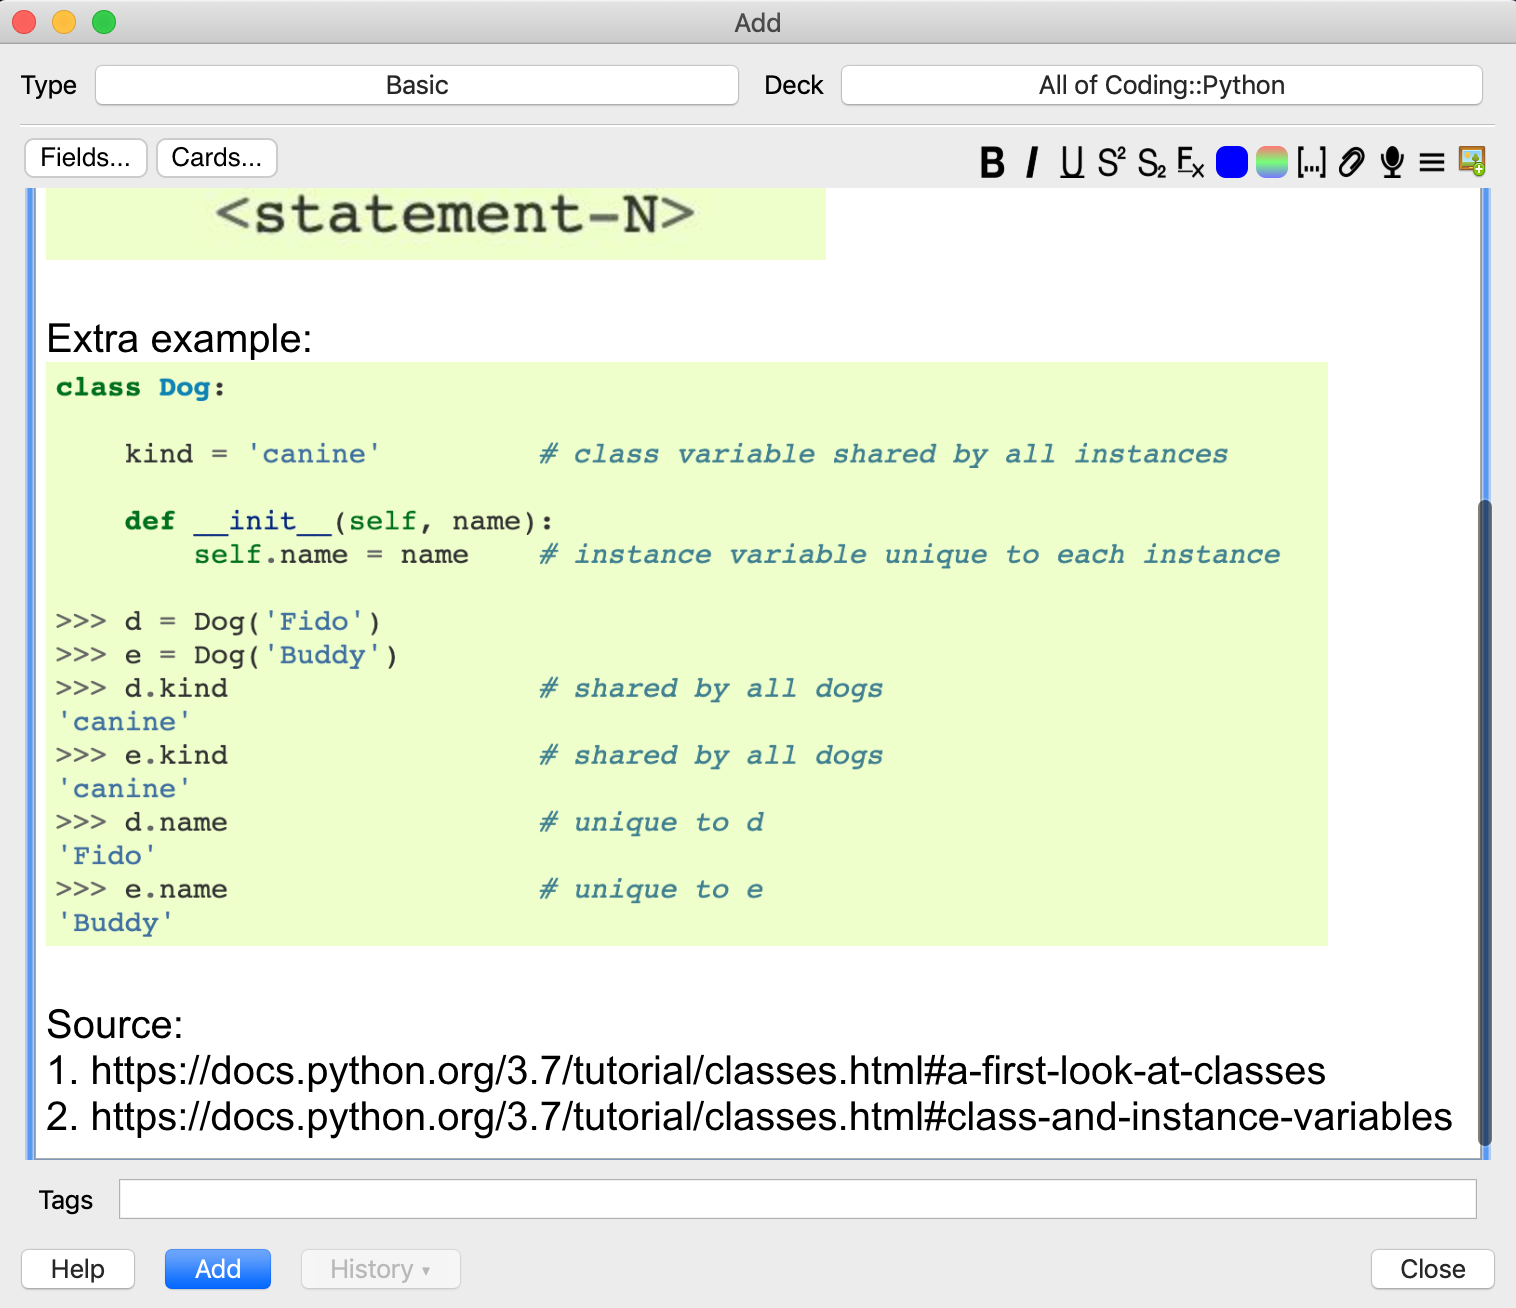 Add
Type Basic Deck All of Coding::Python
Fields... Cards... B I U S² S₂ Fx [...]
<statement-N>
Extra example:
class Dog:
    kind = 'canine'         # class variable shared by all instances
    def __init__(self, name):
        self.name = name    # instance variable unique to each instance
>>> d = Dog('Fido')
>>> e = Dog('Buddy')
>>> d.kind                  # shared by all dogs
'canine'
>>> e.kind                  # shared by all dogs
'canine'
>>> d.name                  # unique to d
'Fido'
>>> e.name                  # unique to e
'Buddy'
Source:
1. https://docs.python.org/3.7/tutorial/classes.html#a-first-look-at-classes
2. https://docs.python.org/3.7/tutorial/classes.html#class-and-instance-variables
Tags
Help Add History ▾ Close